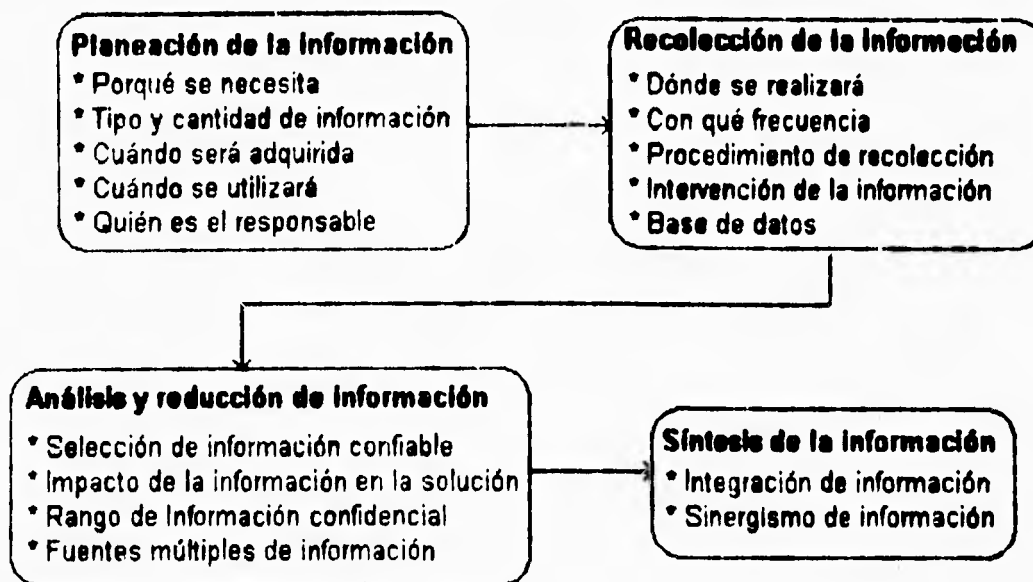 Planeación de la información
* Porqué se necesita
* Tipo y cantidad de información
* Cuándo será adquirida
* Cuándo se utilizará
* Quién es el responsable
Recolección de la informeción
* Dónde se realizará
* Con qué frecuencia
* Procedimiento de recolección
* Intervención de la información
* Base de datos
Análisis y reducción de información
* Selección de información confiable
* Impacto de la información en la solución
* Rango de Información confidencial
* Fuentes múltiples de información
Síntesis de la información
* Integración de información
* Sinergismo de información